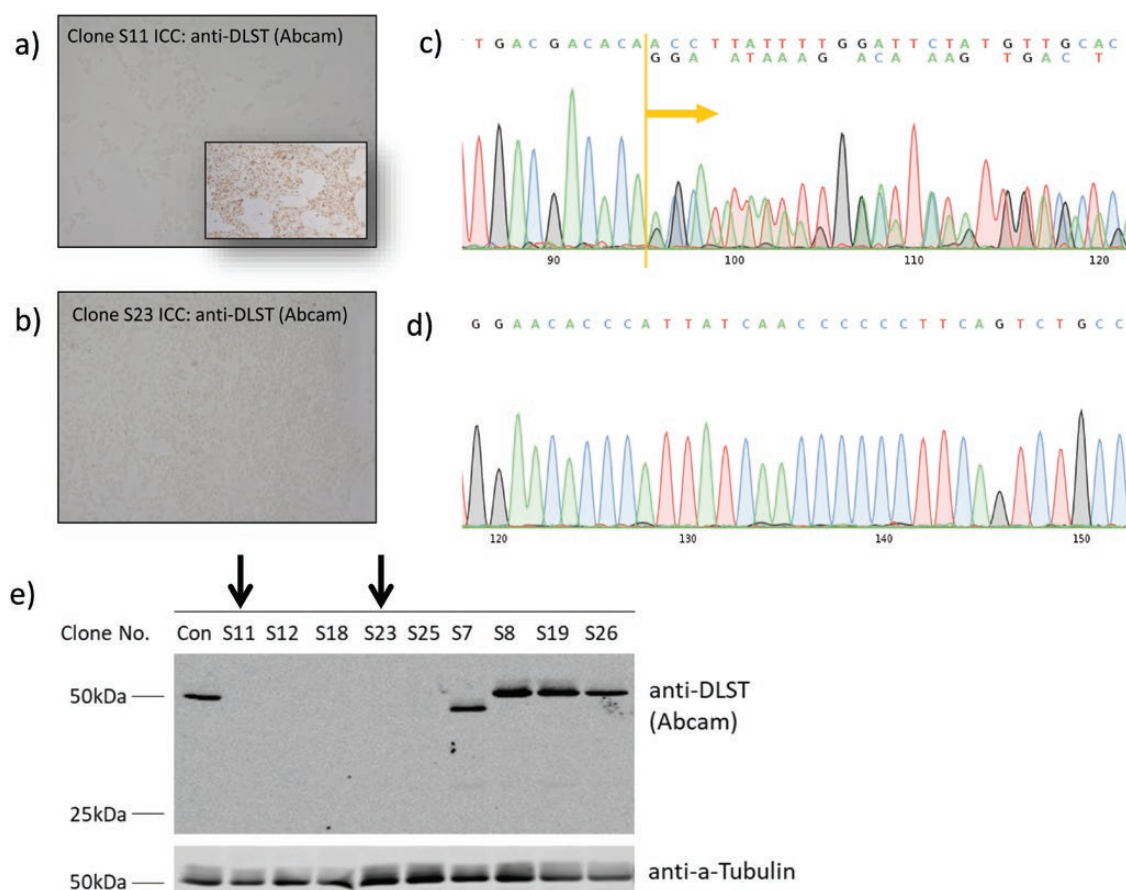 a)
Clone S11 ICC: anti-DLST (Abcam)
b)
Clone S23 ICC: anti-DLST (Abcam)
c)
T G A C G A C A C A A C C T T A T T T T G G A T T C T A T G T T G C A C
G G A A T A A A G A C A A A G T G A C T
90 100 110 120
d)
G G A A C A C C C A T T A T C A A C C C C C C T T C A G T C T G C C
120 130 140 150
e)
Clone No. Con S11 S12 S18 S23 S25 S7 S8 S19 S26
50kDa
anti-DLST
(Abcam)
25kDa
50kDa
anti-a-Tubulin